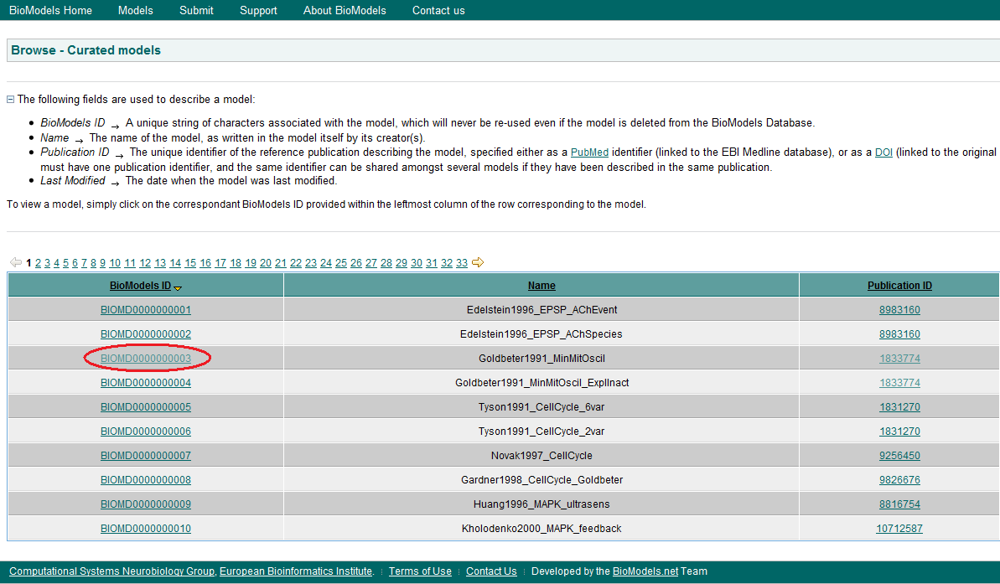 BioModels Home Models Submit Support About BioModels Contact us
Browse - Curated models
The following fields are used to describe a model:
• BioModels ID → A unique string of characters associated with the model, which will never be re-used even if the model is deleted from the BioModels Database.
• Name → The name of the model, as written in the model itself by its creator(s).
• Publication ID → The unique identifier of the reference publication describing the model, specified either as a PubMed identifier (linked to the EBI Medline database), or as a DOI (linked to the original
must have one publication identifier, and the same identifier can be shared amongst several models if they have been described in the same publication.
• Last Modified → The date when the model was last modified.
To view a model, simply click on the correspondant BioModels ID provided within the leftmost column of the row corresponding to the model.
1 2 3 4 5 6 7 8 9 10 11 12 13 14 15 16 17 18 19 20 21 22 23 24 25 26 27 28 29 30 31 32 33
BioModels ID Name Publication ID
BIOMD0000000001 Edelstein1996_EPSP_AChEvent 8983160
BIOMD0000000002 Edelstein1996_EPSP_AChSpecies 8983160
BIOMD0000000003 Goldbeter1991_MinMitOscil 1833774
BIOMD0000000004 Goldbeter1991_MinMitOscil_ExplInact 1833774
BIOMD0000000005 Tyson1991_CellCycle_6var 1831270
BIOMD0000000006 Tyson1991_CellCycle_2var 1831270
BIOMD0000000007 Novak1997_CellCycle 9256450
BIOMD0000000008 Gardner1998_CellCycle_Goldbeter 9826676
BIOMD0000000009 Huang1996_MAPK_ultrasens 8816754
BIOMD0000000010 Kholodenko2000_MAPK_feedback 10712587
Computational Systems Neurobiology Group, European Bioinformatics Institute. Terms of Use Contact Us Developed by the BioModels.net Team